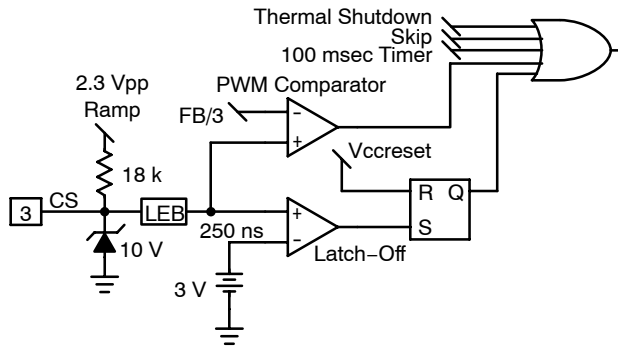 Thermal Shutdown
Skip
100 msec Timer
2.3 Vpp
Ramp
PWM Comparator
FB/3
−
+
Vccreset
18 k
R Q
S
3 CS
LEB
+
−
250 ns
10 V
Latch−Off
3 V